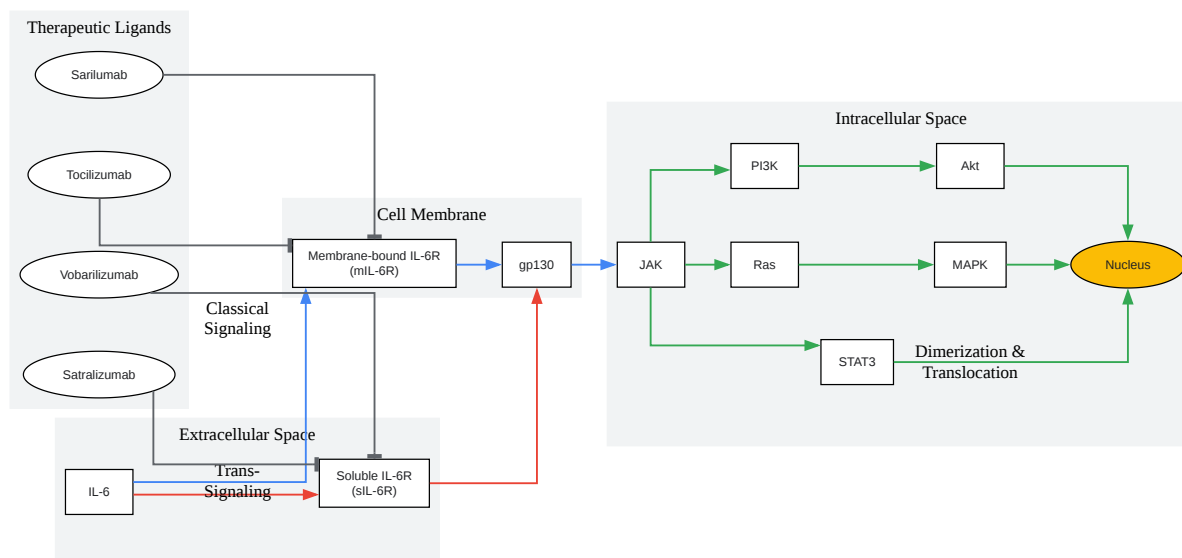 Therapeutic Ligands
Sarilumab
Tocilizumab
Vobarilizumab
Satralizumab
Cell Membrane
Membrane-bound IL-6R
(mIL-6R)
gp130
Classical
Signaling
Extracellular Space
IL-6
Trans-
Signaling
Soluble IL-6R
(sIL-6R)
Intracellular Space
JAK
PI3K
Akt
Ras
MAPK
Nucleus
STAT3
Dimerization &
Translocation